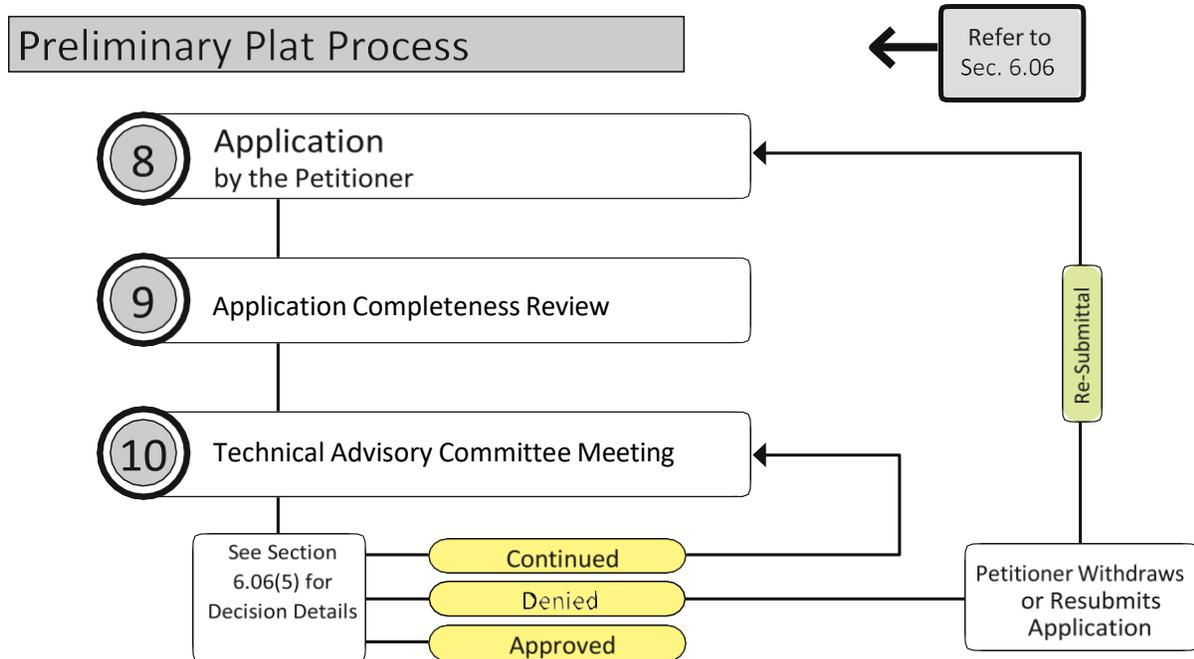 Preliminary Plat Process
Refer to
Sec. 6.06
8
Application
by the Petitioner
9
Application Completeness Review
Re-Submittal
10
Technical Advisory Committee Meeting
See Section
6.06(5) for
Decision Details
Continued
Denied
Approved
Petitioner Withdraws
or Resubmits
Application